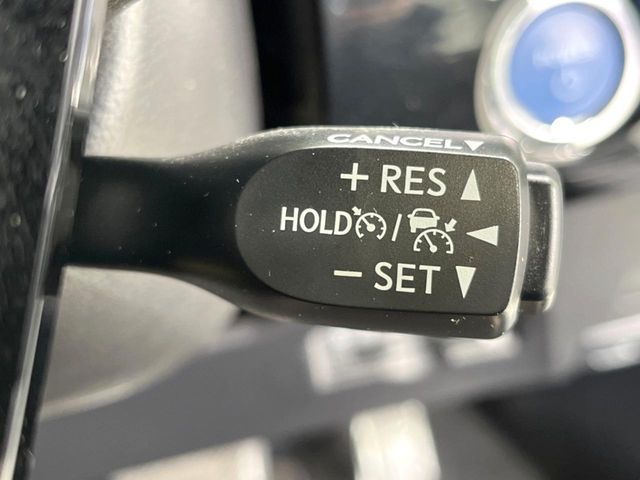 CANCEL▼
+ RES ▲
HOLD / ◀
− SET ▼